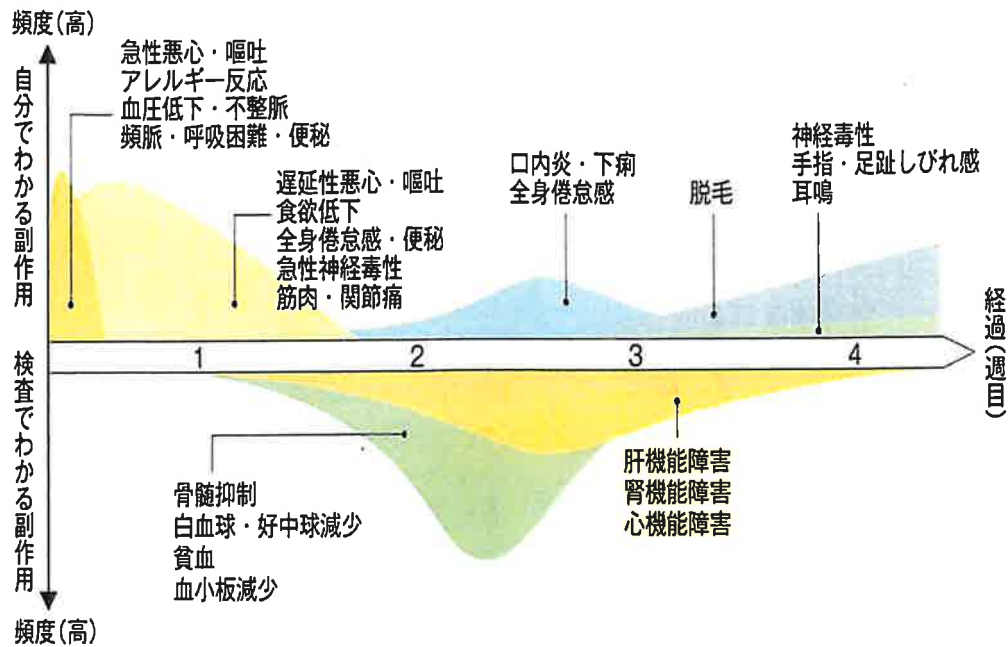 頻度(高)
自分でわかる副作用
急性悪心・嘔吐
アレルギー反応
血圧低下・不整脈
頻脈・呼吸困難・便秘
遅延性悪心・嘔吐
食欲低下
全身倦怠感・便秘
急性神経毒性
筋肉・関節痛
口内炎・下痢
全身倦怠感
脱毛
神経毒性
手指・足趾しびれ感
耳鳴
1 2 3 4
経過(週目)
検査でわかる副作用
骨髄抑制
白血球・好中球減少
貧血
血小板減少
肝機能障害
腎機能障害
心機能障害
頻度(高)